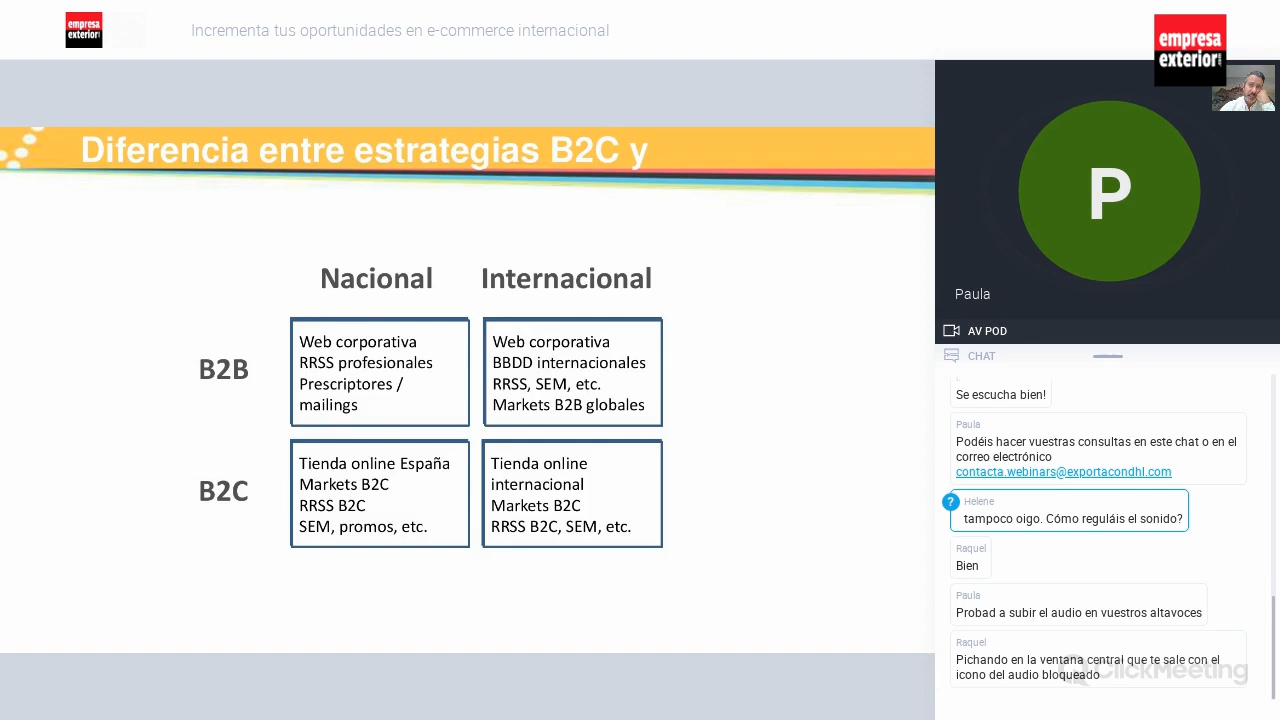 empresa
exterior
Incrementa tus oportunidades en e-commerce internacional
empresa
exterior
Diferencia entre estrategias B2C y
Nacional
Internacional
B2B
Web corporativa
RRSS profesionales
Prescriptores /
mailings
Web corporativa
BBDD internacionales
RRSS, SEM, etc.
Markets B2B globales
B2C
Tienda online España
Markets B2C
RRSS B2C
SEM, promos, etc.
Tienda online
internacional
Markets B2C
RRSS B2C, SEM, etc.
P
Paula
AV POD
CHAT
Se escucha bien!
Paula
Podéis hacer vuestras consultas en este chat o en el
correo electrónico
contacta.webinars@exportacondhl.com
?
Helene
tampoco oigo. Cómo reguláis el sonido?
Raquel
Bien
Paula
Probad a subir el audio en vuestros altavoces
Raquel
Pichando en la ventana central que te sale con el
icono del audio bloqueado
ClickMeeting